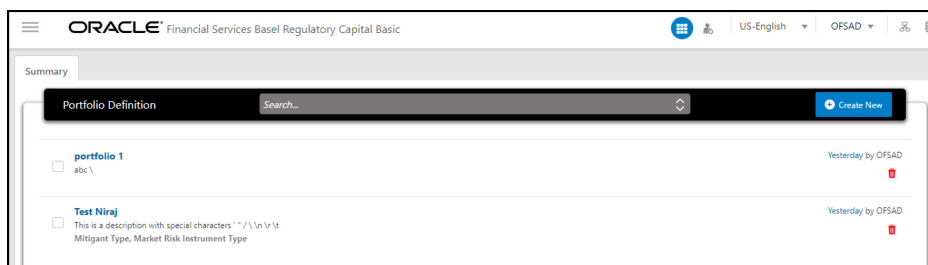 ORACLE® Financial Services Basel Regulatory Capital Basic
US-English
OFSAD
Summary
Portfolio Definition
Search...
Create New
portfolio 1
Yesterday by OFSAD
abc \
Test Niraj
Yesterday by OFSAD
This is a description with special characters ' " / \ \n \r \t
Mitigant Type, Market Risk Instrument Type